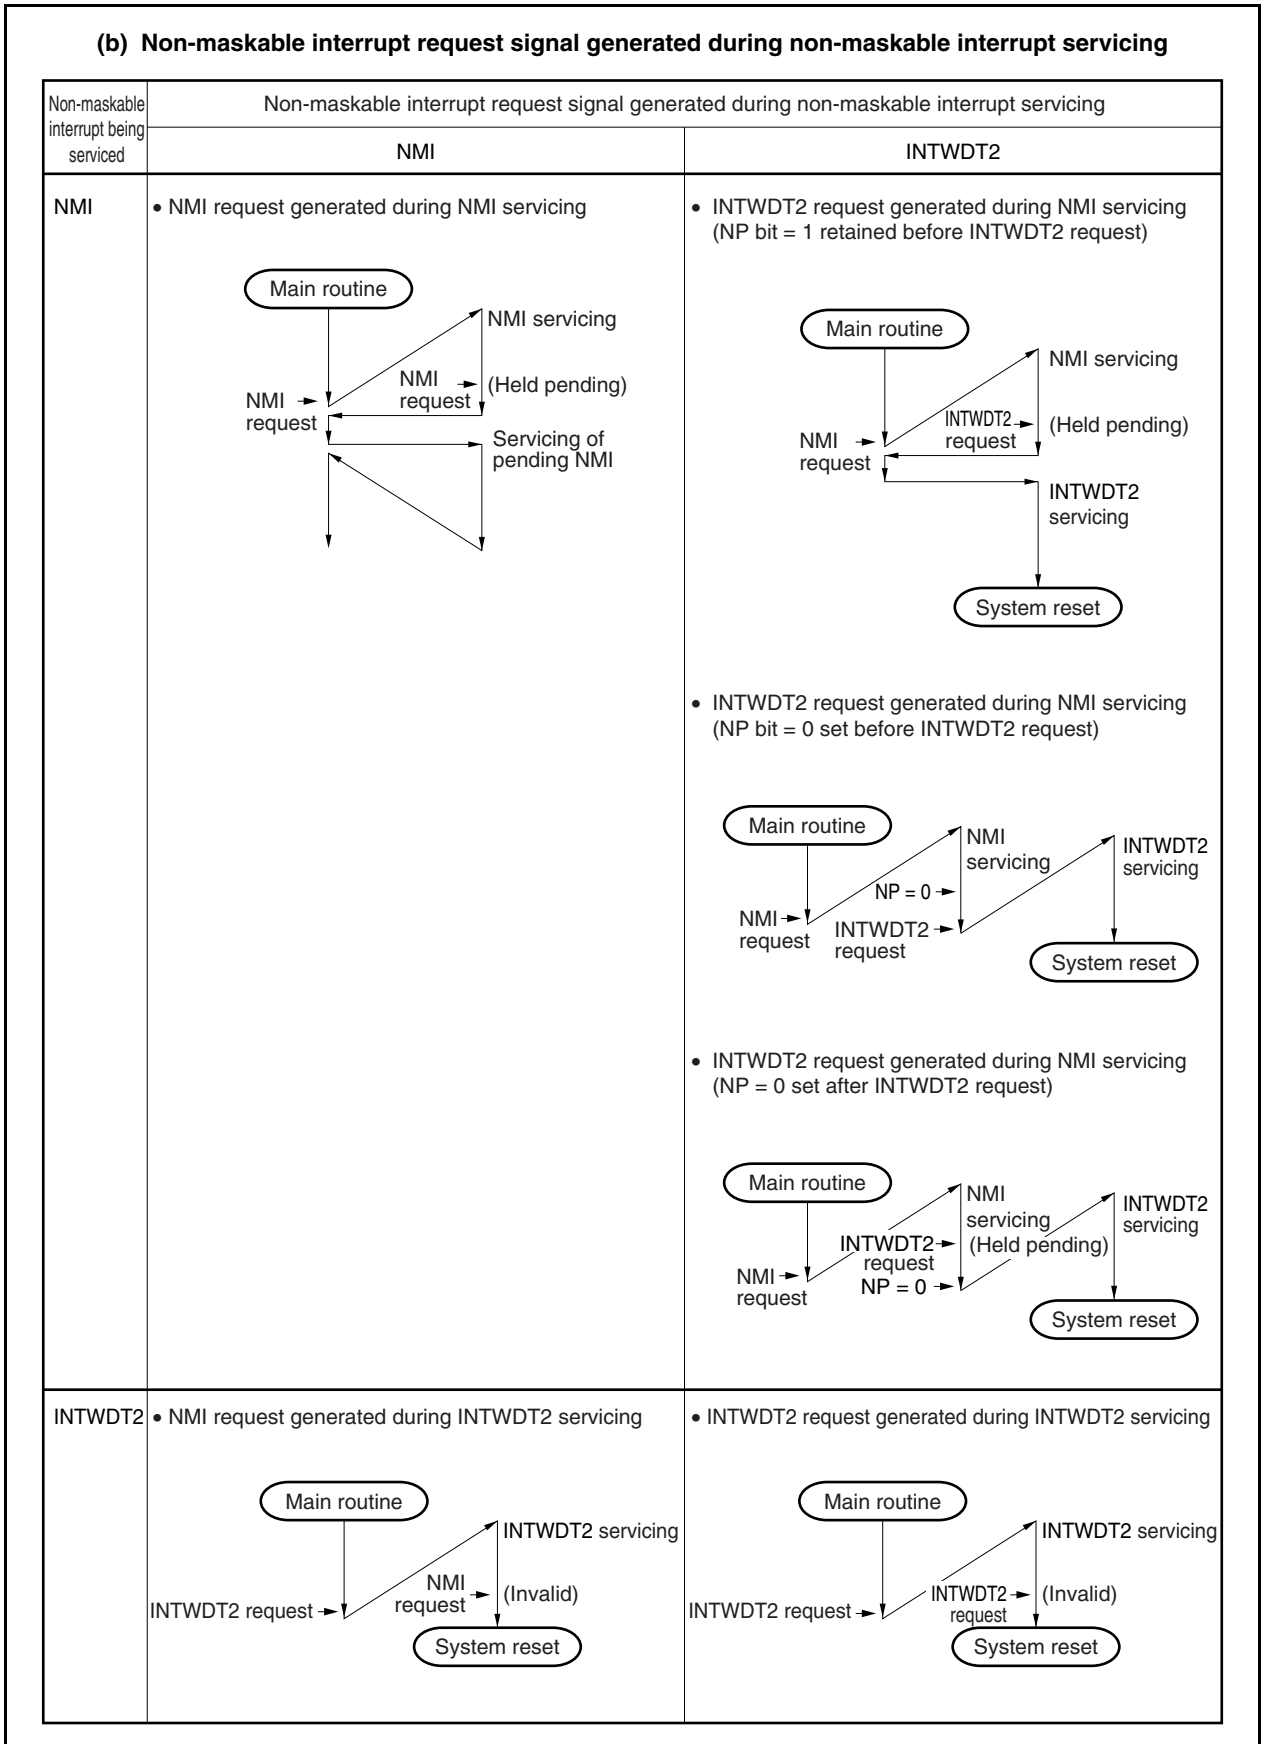 (b) Non-maskable interrupt request signal generated during non-maskable interrupt servicing
Non-maskable
interrupt being
serviced
Non-maskable interrupt request signal generated during non-maskable interrupt servicing
NMI
INTWDT2
NMI
• NMI request generated during NMI servicing
Main routine
NMI servicing
NMI
request
(Held pending)
NMI
request
Servicing of
pending NMI
• INTWDT2 request generated during NMI servicing
(NP bit = 1 retained before INTWDT2 request)
Main routine
NMI servicing
INTWDT2
request
(Held pending)
NMI
request
INTWDT2
servicing
System reset
• INTWDT2 request generated during NMI servicing
(NP bit = 0 set before INTWDT2 request)
Main routine
NMI
servicing
INTWDT2
servicing
NP = 0
NMI
request
INTWDT2
request
System reset
• INTWDT2 request generated during NMI servicing
(NP = 0 set after INTWDT2 request)
Main routine
NMI
servicing
(Held pending)
INTWDT2
servicing
INTWDT2
request
NMI
request
NP = 0
System reset
INTWDT2
• NMI request generated during INTWDT2 servicing
Main routine
INTWDT2 servicing
NMI
request
(Invalid)
INTWDT2 request
System reset
• INTWDT2 request generated during INTWDT2 servicing
Main routine
INTWDT2 servicing
INTWDT2
request
(Invalid)
INTWDT2 request
System reset